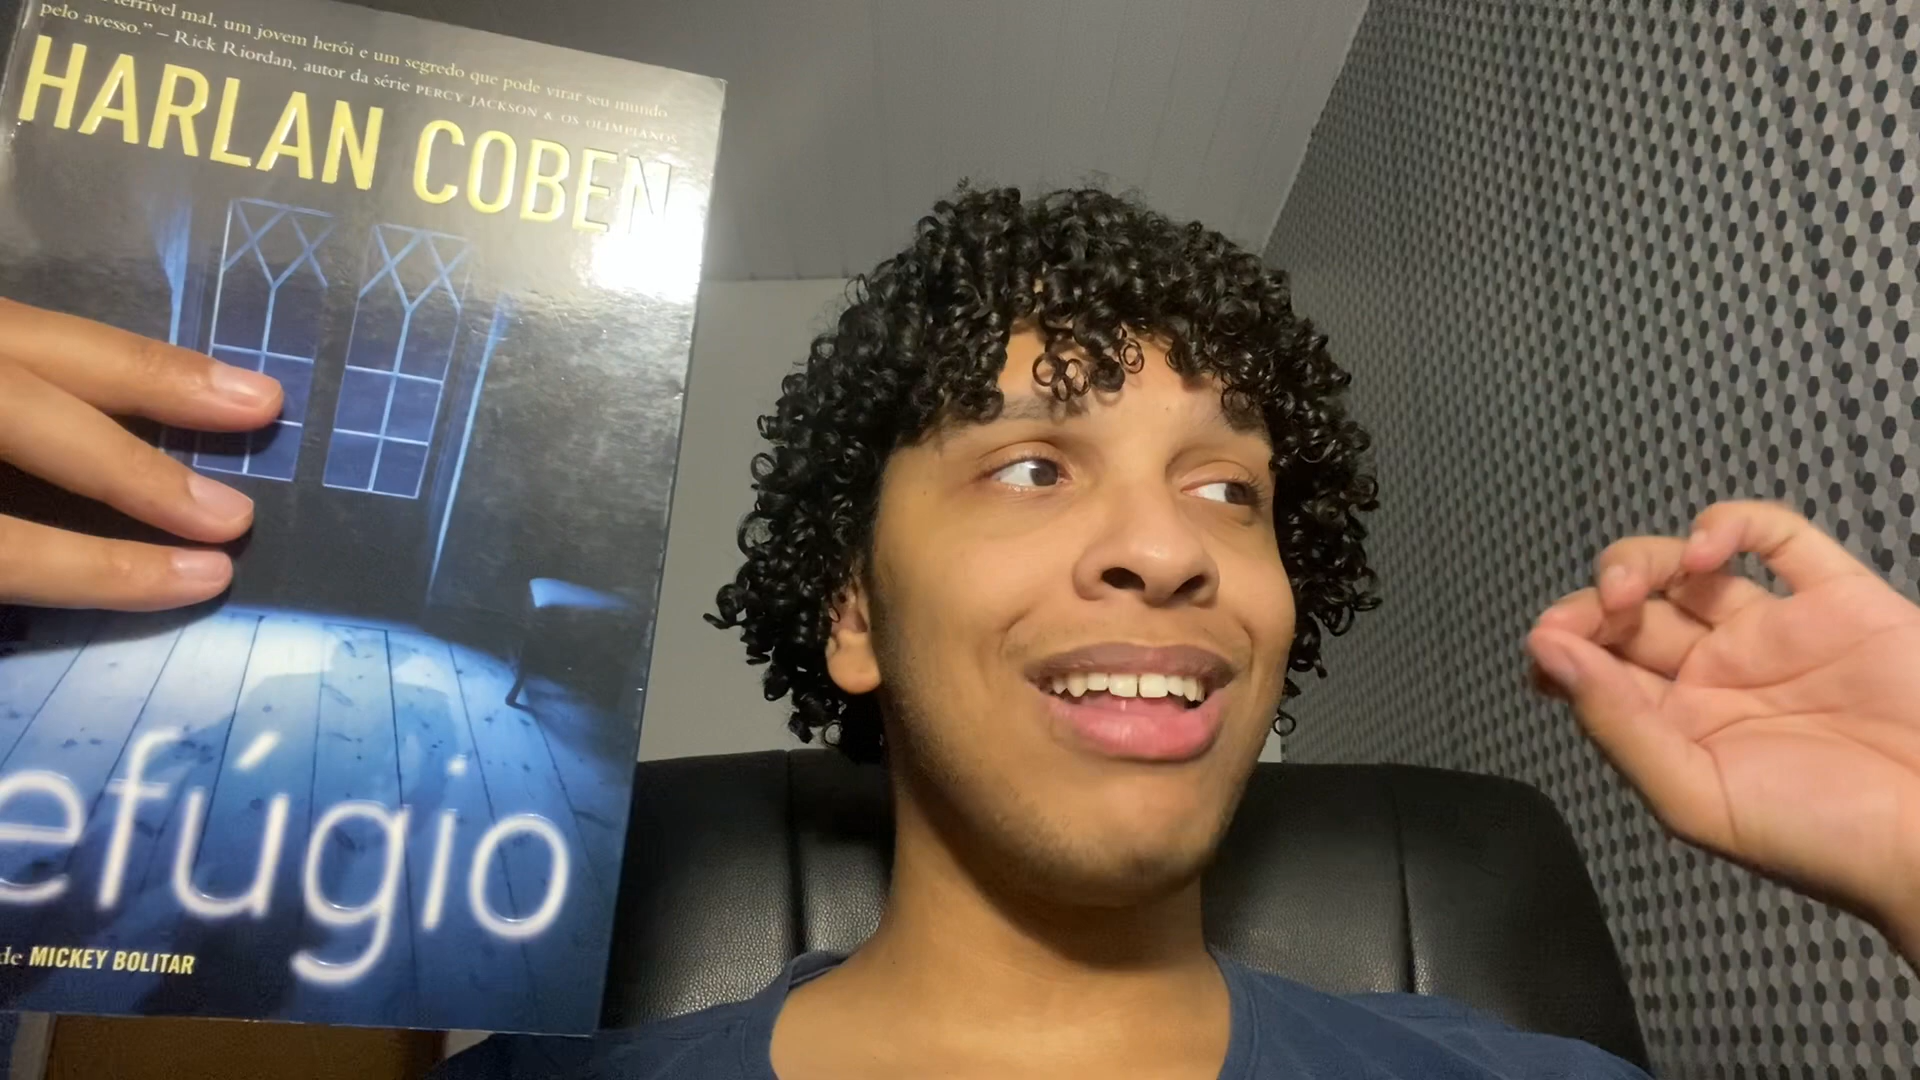 terrível mal, um jovem herói e um segredo que pode virar seu mundo
pelo avesso.” – Rick Riordan, autor da série PERCY JACKSON & OS OLIMPIANOS
HARLAN COBEN
efúgio
de MICKEY BOLITAR